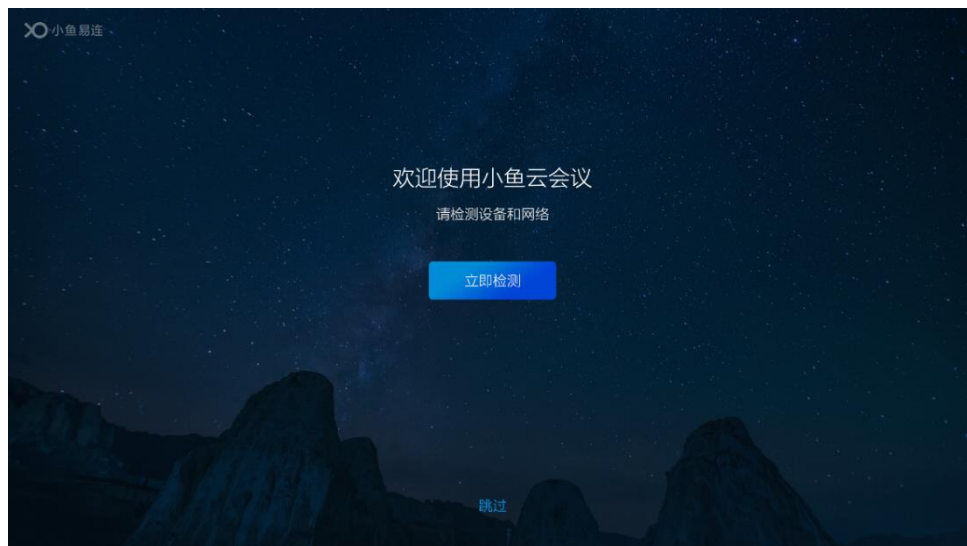 小鱼易连
欢迎使用小鱼云会议
请检测设备和网络
立即检测
跳过